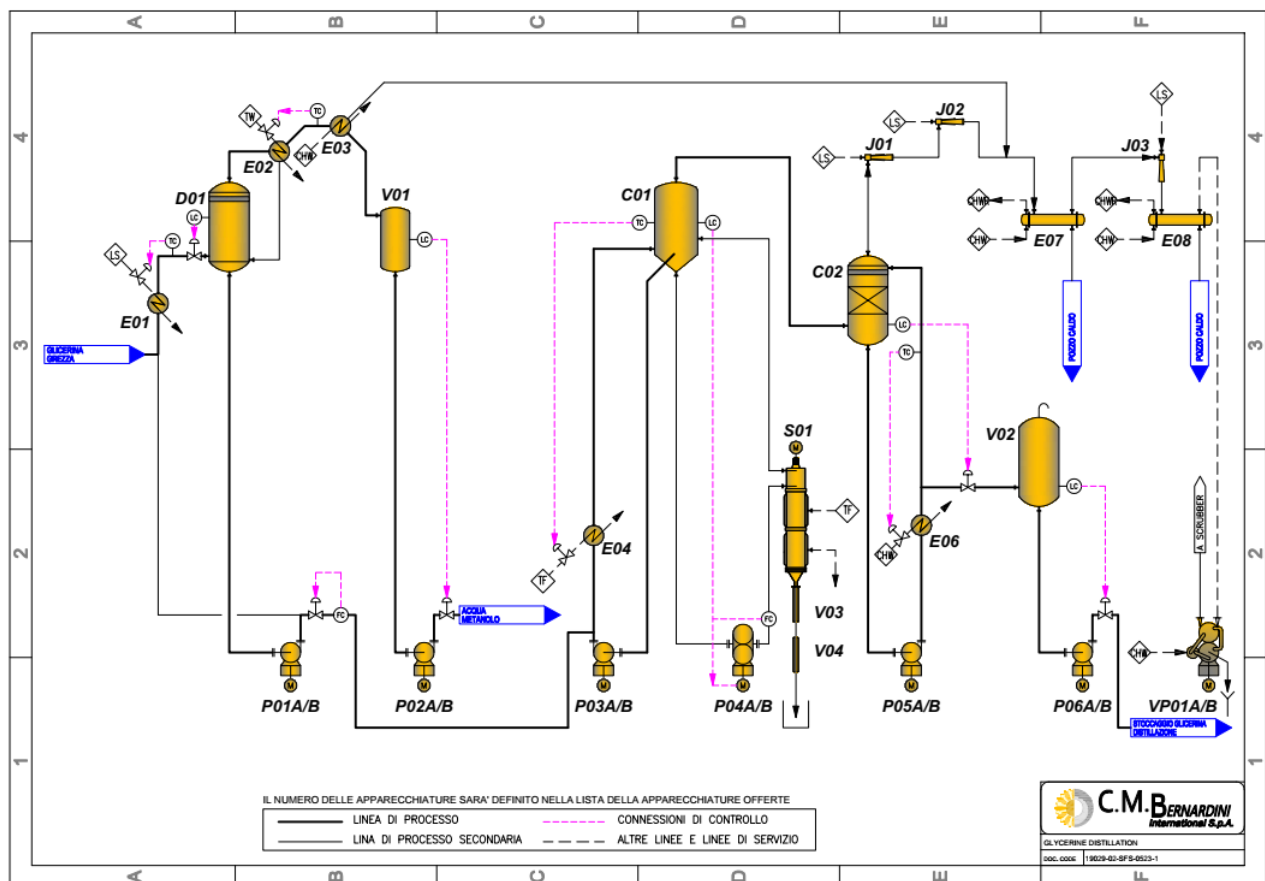 A B C D E F
4 4
3 3
2 2
1 1
A B C D E F
TW
TC
E02
CHW
E03
D01
LC
TC
LS
E01
GLICERINA
GREZZA
V01
LC
C01
TC
LC
LS
J01
LS
J02
LS
J03
CHWR
CHW
E07
CHWR
CHW
E08
C02
LC
TC
POZZO CALDO
POZZO CALDO
S01
M
TF
V03
V04
E04
TF
E06
CHW
V02
LC
A SCRUBBER
FC
ACQUA
METANOLO
FC
CHW
M
P01A/B
M
P02A/B
M
P03A/B
M
P04A/B
M
P05A/B
M
P06A/B
M
VP01A/B
STOCCAGGIO GLICERINA
DISTILLAZIONE
IL NUMERO DELLE APPARECCHIATURE SARA' DEFINITO NELLA LISTA DELLA APPARECCHIATURE OFFERTE
LINEA DI PROCESSO
CONNESSIONI DI CONTROLLO
LINA DI PROCESSO SECONDARIA
ALTRE LINEE E LINEE DI SERVIZIO
C.M.BERNARDINI
International S.p.A.
GLYCERINE DISTILLATION
DOC. CODE 19029-02-SFS-0523-1